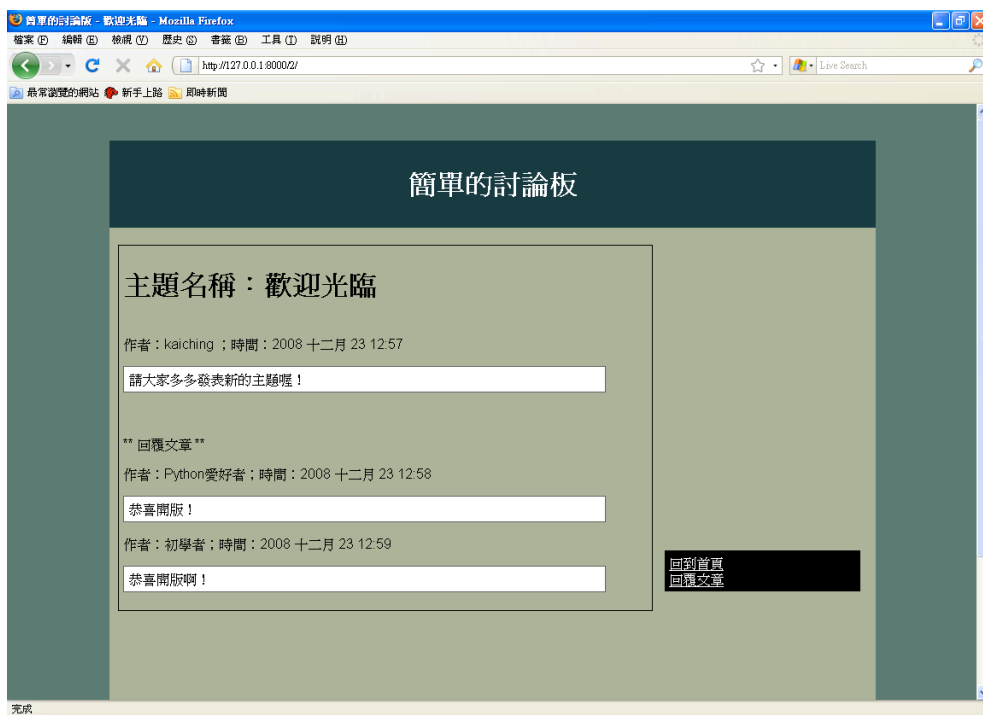 簡單的討論版 - 歡迎光臨 - Mozilla Firefox
檔案(F) 編輯(E) 檢視(V) 歷史(S) 書籤(B) 工具(T) 說明(H)
http://127.0.0.1:8000/2/ Live Search
最常瀏覽的網站 新手上路 即時新聞
簡單的討論板
主題名稱：歡迎光臨
作者：kaiching ；時間：2008 十二月 23 12:57
請大家多多發表新的主題喔！
** 回覆文章 **
作者：Python愛好者；時間：2008 十二月 23 12:58
恭喜開版！
作者：初學者；時間：2008 十二月 23 12:59
恭喜開版啊！
回到首頁
回覆文章
完成